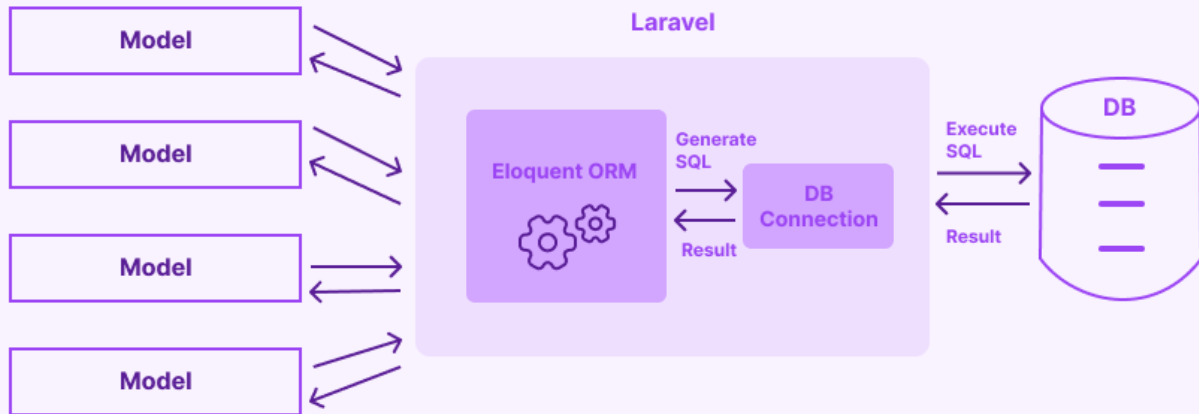 Laravel
Model
Model
Model
Model
Eloquent ORM
Generate
SQL
Result
DB
Connection
Execute
SQL
Result
DB